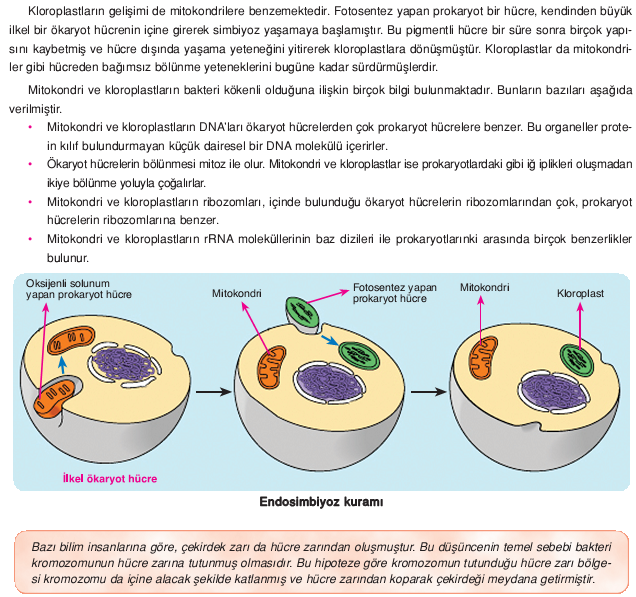 Kloroplastların gelişimi de mitokondrilere benzemektedir. Fotosentez yapan prokaryot bir hücre, kendinden büyük
ilkel bir ökaryot hücrenin içine girerek simbiyoz yaşamaya başlamıştır. Bu pigmentli hücre bir süre sonra birçok yapı-
sını kaybetmiş ve hücre dışında yaşama yeteneğini yitirerek kloroplastlara dönüşmüştür. Kloroplastlar da mitokondri-
ler gibi hücreden bağımsız bölünme yeteneklerini bugüne kadar sürdürmüşlerdir.
Mitokondri ve kloroplastların bakteri kökenli olduğuna ilişkin birçok bilgi bulunmaktadır. Bunların bazıları aşağıda
verilmiştir.
• Mitokondri ve kloroplastların DNA'ları ökaryot hücrelerden çok prokaryot hücrelere benzer. Bu organeller prote-
in kılıf bulundurmayan küçük dairesel bir DNA molekülü içerirler.
• Ökaryot hücrelerin bölünmesi mitoz ile olur. Mitokondri ve kloroplastlar ise prokaryotlardaki gibi iğ iplikleri oluşmadan
ikiye bölünme yoluyla çoğalırlar.
• Mitokondri ve kloroplastların ribozomları, içinde bulunduğu ökaryot hücrelerin ribozomlarından çok, prokaryot
hücrelerin ribozomlarına benzer.
• Mitokondri ve kloroplastların rRNA moleküllerinin baz dizileri ile prokaryotlarınki arasında birçok benzerlikler
bulunur.
Oksijenli solunum
yapan prokaryot hücre
Mitokondri
Fotosentez yapan
prokaryot hücre
Mitokondri
Kloroplast
İlkel ökaryot hücre
Endosimbiyoz kuramı
Bazı bilim insanlarına göre, çekirdek zarı da hücre zarından oluşmuştur. Bu düşüncenin temel sebebi bakteri
kromozomunun hücre zarına tutunmuş olmasıdır. Bu hipoteze göre kromozomun tutunduğu hücre zarı bölge-
si kromozomu da içine alacak şekilde katlanmış ve hücre zarından koparak çekirdeği meydana getirmiştir.